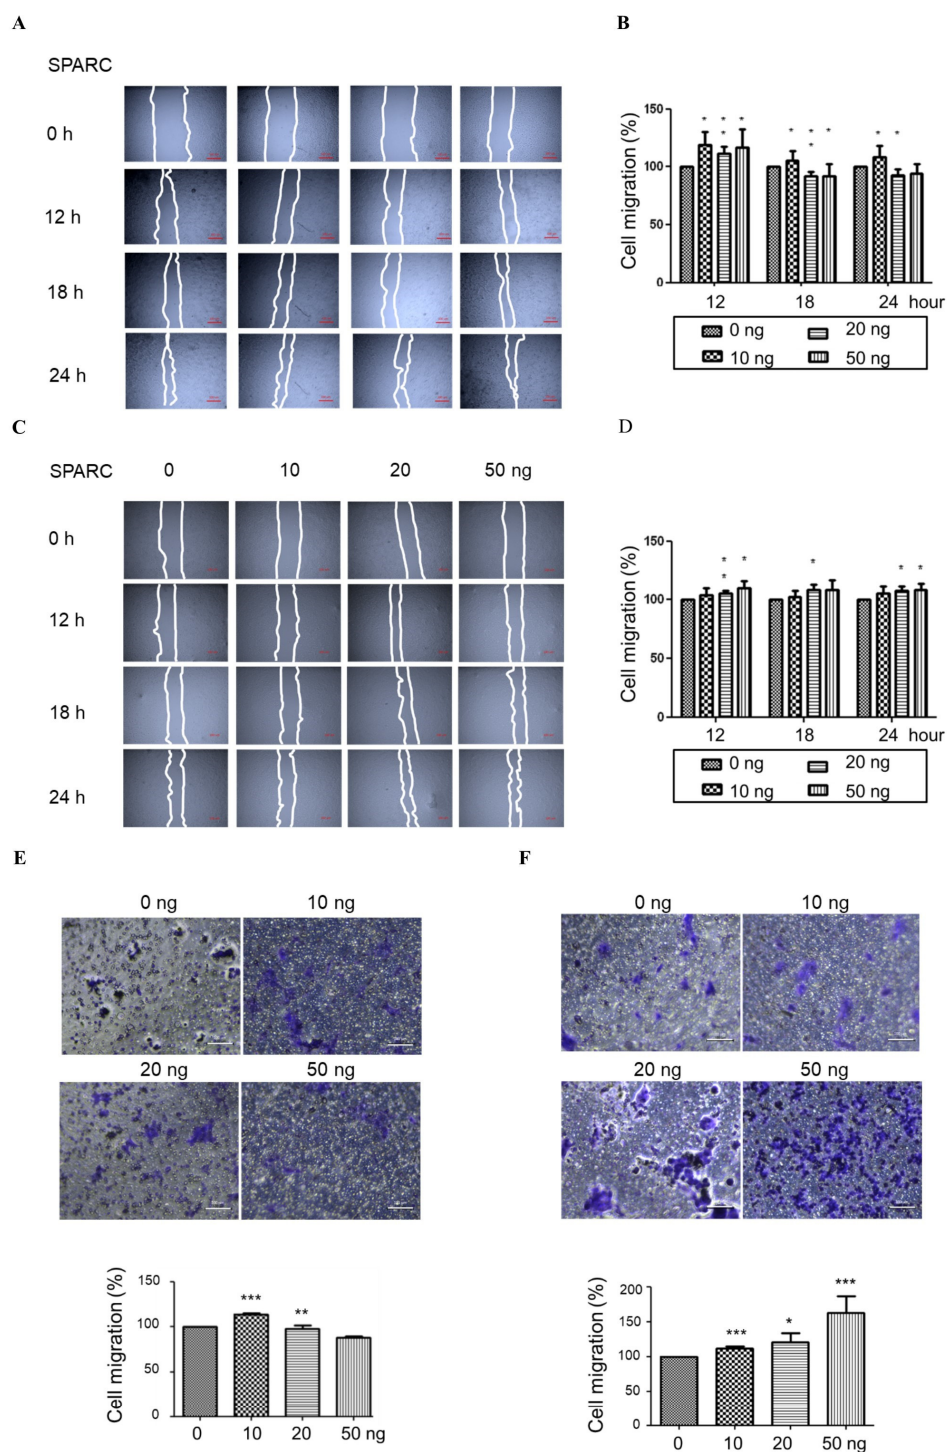 A
SPARC
0 h
12 h
18 h
24 h
B
Cell migration (%)
150
100
50
0
* * * *
* * *
* *
12 18 24 hour
0 ng 20 ng
10 ng 50 ng
C
SPARC 0 10 20 50 ng
0 h
12 h
18 h
24 h
D
Cell migration (%)
150
100
50
0
* * *
* * *
12 18 24 hour
0 ng 20 ng
10 ng 50 ng
E
0 ng 10 ng
20 ng 50 ng
Cell migration (%)
150
100
50
0
*** **
0 10 20 50 ng
F
0 ng 10 ng
20 ng 50 ng
Cell migration (%)
200
150
100
50
0
*** * ***
0 10 20 50 ng